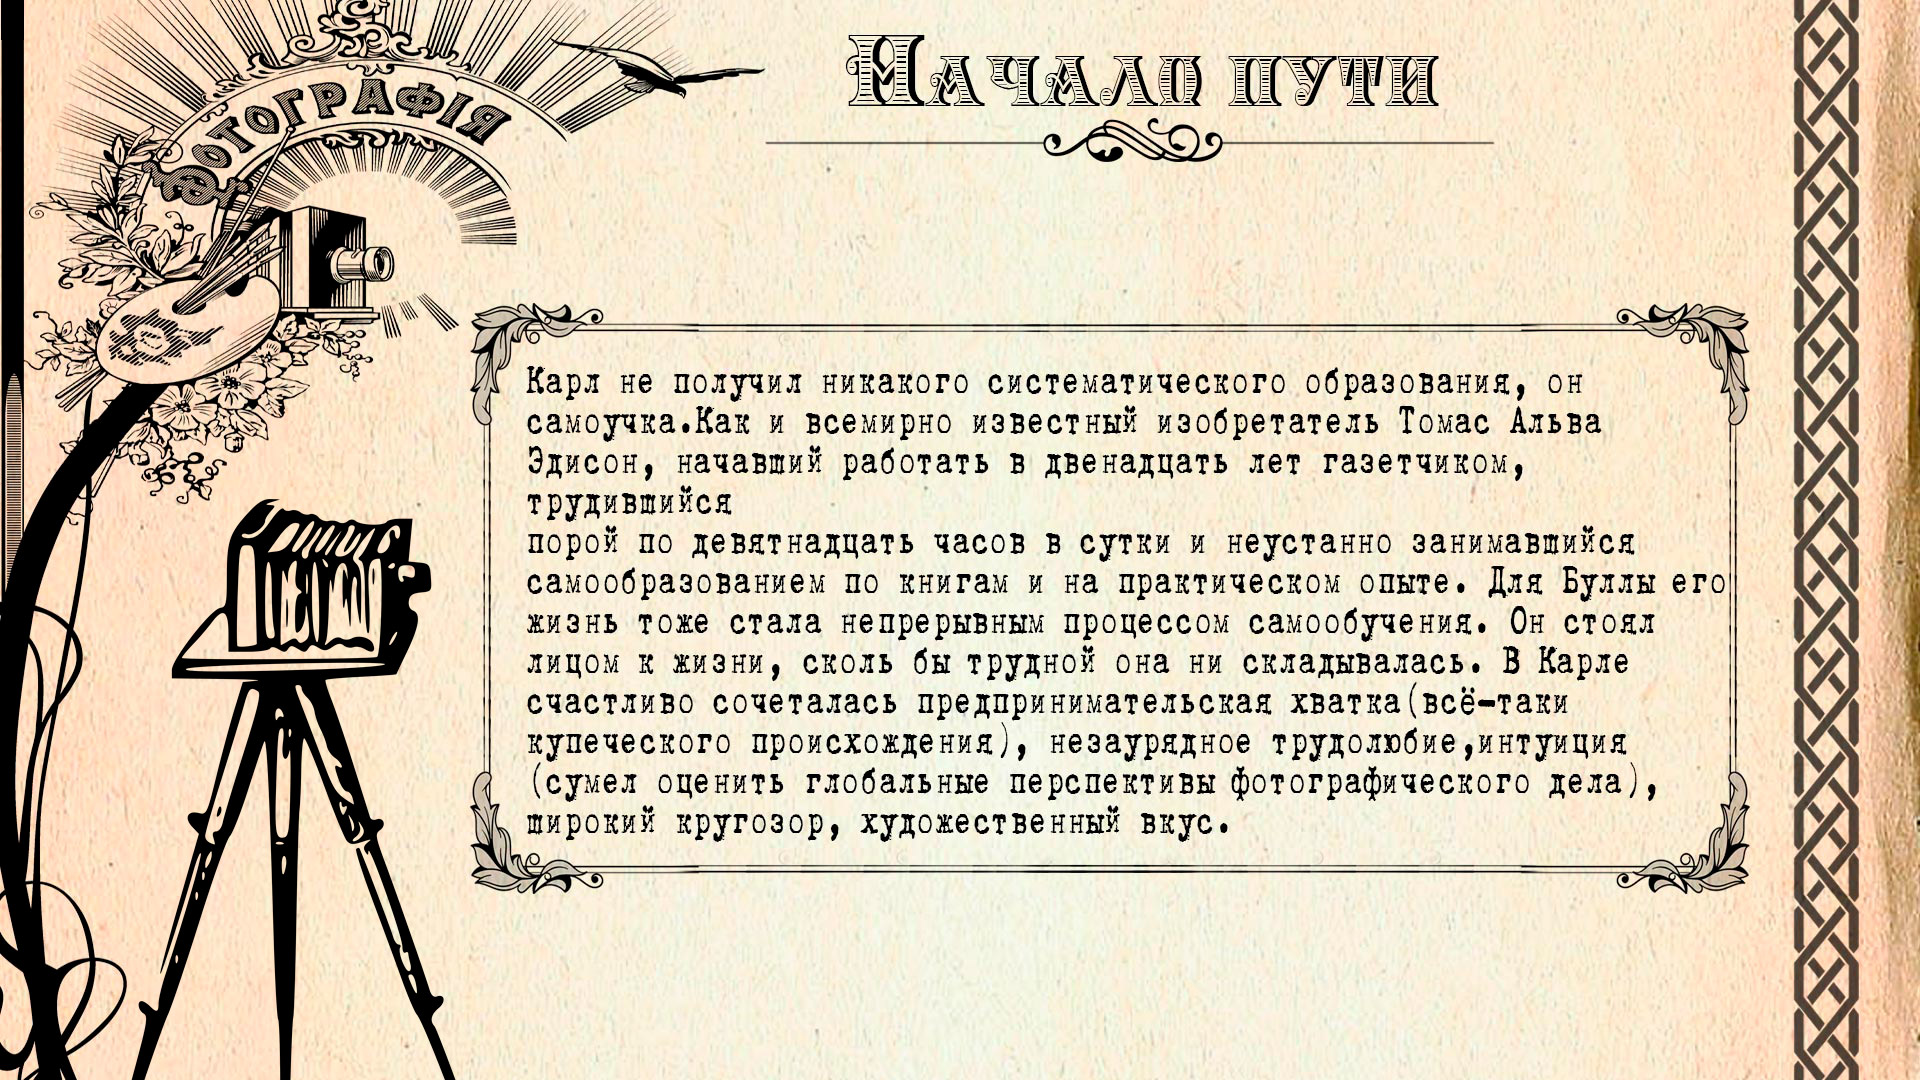 Начало пути
ФОТОГРАФІЯ
Карл не получил никакого систематического образования, он
самоучка.Как и всемирно известный изобретатель Томас Альва
Эдисон, начавший работать в двенадцать лет газетчиком,
трудившийся
порой по девятнадцать часов в сутки и неустанно занимавшийся
самообразованием по книгам и на практическом опыте. Для Буллы его
жизнь тоже стала непрерывным процессом самообучения. Он стоял
лицом к жизни, сколь бы трудной она ни складывалась. В Карле
счастливо сочеталась предпринимательская хватка(всё-таки
купеческого происхождения), незаурядное трудолюбие,интуиция
(сумел оценить глобальные перспективы фотографического дела),
широкий кругозор, художественный вкус.